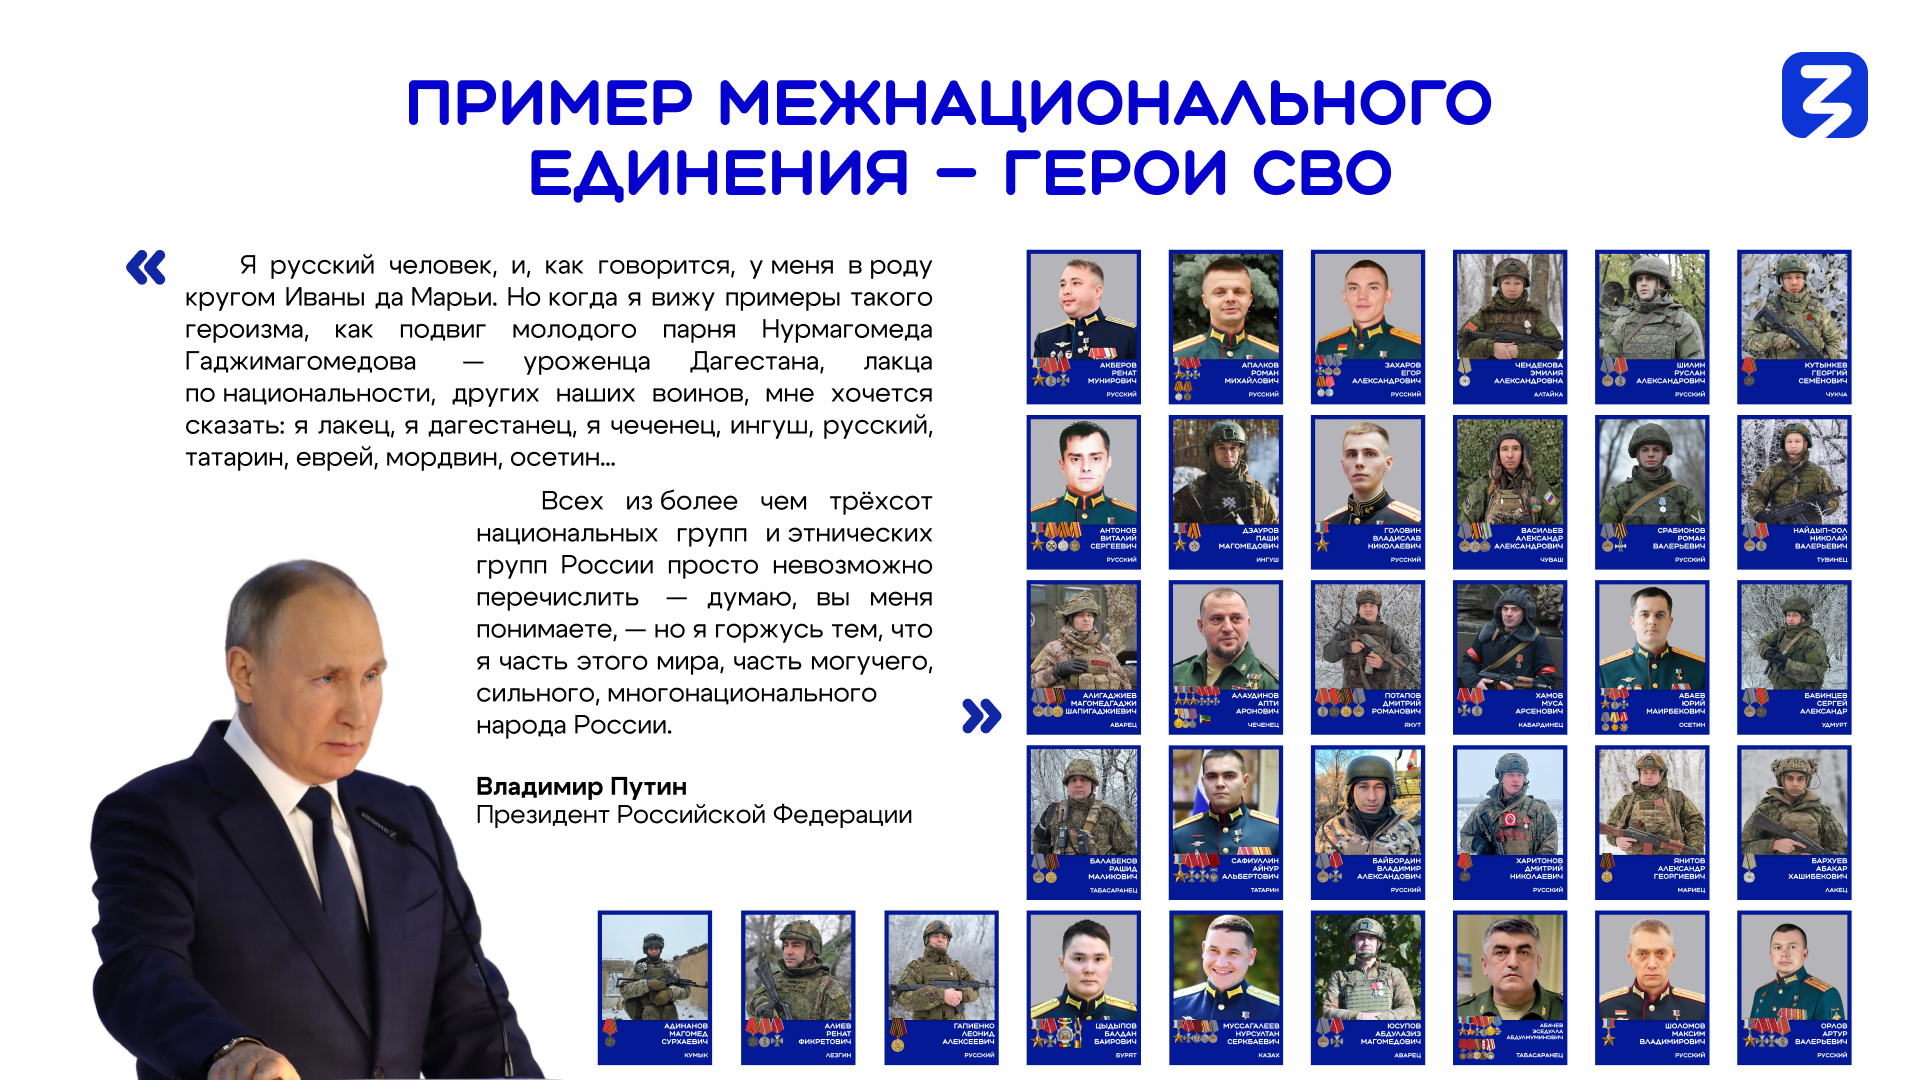 ПРИМЕР МЕЖНАЦИОНАЛЬНОГО
ЕДИНЕНИЯ – ГЕРОИ СВО
«
Я русский человек, и, как говорится, у меня в роду
кругом Иваны да Марьи. Но когда я вижу примеры такого
героизма, как подвиг молодого парня Нурмагомеда
Гаджимагомедова — уроженца Дагестана, лакца
по национальности, других наших воинов, мне хочется
сказать: я лакец, я дагестанец, я чеченец, ингуш, русский,
татарин, еврей, мордвин, осетин...
Всех из более чем трёхсот
национальных групп и этнических
групп России просто невозможно
перечислить — думаю, вы меня
понимаете, — но я горжусь тем, что
я часть этого мира, часть могучего,
сильного, многонационального
народа России.
»
Владимир Путин
Президент Российской Федерации
АКБЕРОВ
РЕНАТ
МУНИРОВИЧ
РУССКИЙ
АПАЛКОВ
РОМАН
МИХАЙЛОВИЧ
РУССКИЙ
ЗАХАРОВ
ЕГОР
АЛЕКСАНДРОВИЧ
РУССКИЙ
ЧЕНДЕКОВА
ЭМИЛИЯ
АЛЕКСАНДРОВНА
АЛТАЙКА
ШИЛИН
РУСЛАН
АЛЕКСАНДРОВИЧ
РУССКИЙ
КУТЫНКЕВ
ГЕОРГИЙ
СЕМЁНОВИЧ
ЧУКЧА
АНТОНОВ
ВИТАЛИЙ
СЕРГЕЕВИЧ
РУССКИЙ
ДЗАУРОВ
ПАШИ
МАГОМЕДОВИЧ
ИНГУШ
ГОЛОВИН
ВЛАДИСЛАВ
НИКОЛАЕВИЧ
РУССКИЙ
ВАСИЛЬЕВ
АЛЕКСАНДР
АЛЕКСАНДРОВИЧ
ЧУВАШ
СРАБИОНОВ
РОМАН
ВАЛЕРЬЕВИЧ
РУССКИЙ
НАЙДЫП-ООЛ
НИКОЛАЙ
ВАЛЕРЬЕВИЧ
ТУВИНЕЦ
АЛИГАДЖИЕВ
МАГОМЕДГАДЖИ
ШАПИГАДЖИЕВИЧ
АВАРЕЦ
АЛАУДИНОВ
АПТИ
АРОНОВИЧ
ЧЕЧЕНЕЦ
ПОТАПОВ
ДМИТРИЙ
РОМАНОВИЧ
ЯКУТ
ХАМОВ
МУСА
АРСЕНОВИЧ
КАБАРДИНЕЦ
АБАЕВ
ЮРИЙ
МАИРБЕКОВИЧ
ОСЕТИН
БАБИНЦЕВ
СЕРГЕЙ
АЛЕКСАНДР
УДМУРТ
БАЛАБЕКОВ
РАШИД
МАЛИКОВИЧ
ТАБАСАРАНЕЦ
САФИУЛЛИН
АЙНУР
АЛЬБЕРТОВИЧ
ТАТАРИН
БАЙБОРДИН
ВЛАДИМИР
АЛЕКСАНДОВИЧ
РУССКИЙ
ХАРИТОНОВ
ДМИТРИЙ
НИКОЛАЕВИЧ
РУССКИЙ
ЯНИТОВ
АЛЕКСАНДР
ГЕОРГИЕВИЧ
МАРИЕЦ
БАРХУЕВ
АБАКАР
ХАШИБЕКОВИЧ
ЛАКЕЦ
АДИНАНОВ
МАГОМЕД
СУРХАЕВИЧ
КУМЫК
АЛИЕВ
РЕНАТ
ФИКРЕТОВИЧ
ЛЕЗГИН
ГАПИЕНКО
ЛЕОНИД
АЛЕКСЕЕВИЧ
РУССКИЙ
ЦЫДЫПОВ
БАЛДАН
БАИРОВИЧ
БУРЯТ
МУССАГАЛЕЕВ
НУРСУЛТАН
СЕРКБАЕВИЧ
КАЗАХ
ЮСУПОВ
АБДУЛАЗИЗ
МАГОМЕДОВИЧ
АВАРЕЦ
АБАЧЕВ
ЭСЕДУЛЛА
АБДУЛМУМИНОВИЧ
ТАБАСАРАНЕЦ
ШОЛОМОВ
МАКСИМ
ВЛАДИМИРОВИЧ
РУССКИЙ
ОРЛОВ
АРТУР
ВАЛЕРЬЕВИЧ
РУССКИЙ